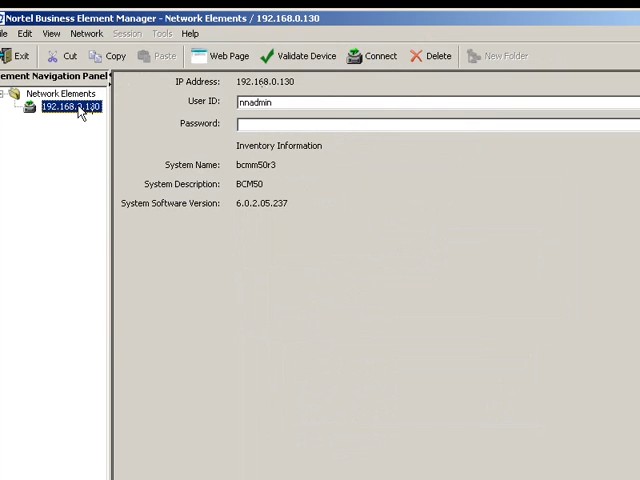 Nortel Business Element Manager - Network Elements / 192.168.0.130
ile Edit View Network Session Tools Help
Exit Cut Copy Paste Web Page Validate Device Connect Delete New Folder
ement Navigation Panel
Network Elements
192.168.0.130
IP Address: 192.168.0.130
User ID: nnadmin
Password:
Inventory Information
System Name: bcmm50r3
System Description: BCM50
System Software Version: 6.0.2.05.237